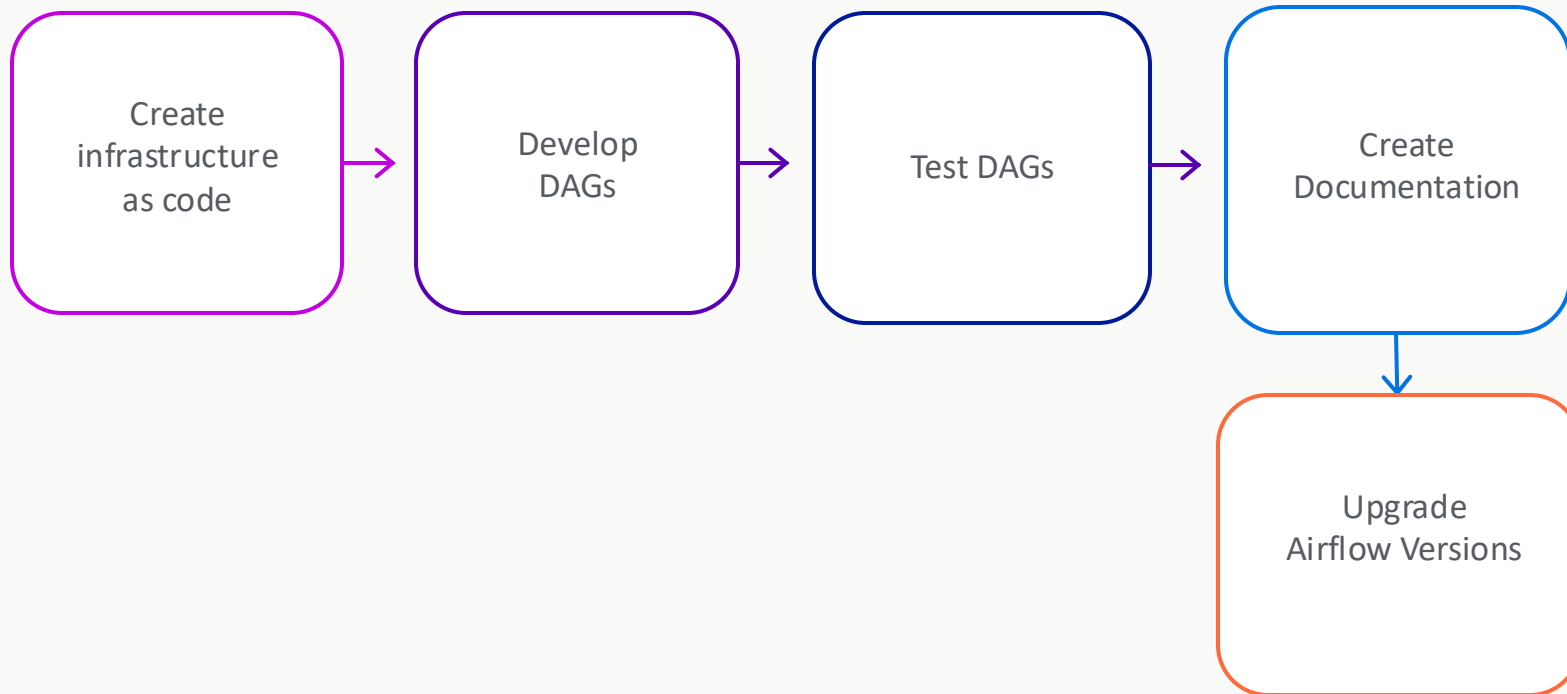 Create
infrastructure
as code
Develop
DAGs
Test DAGs
Create
Documentation
Upgrade
Airflow Versions